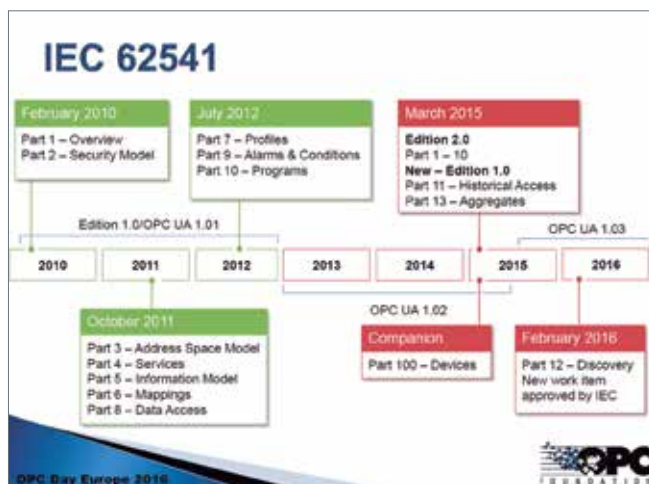 IEC 62541
February 2010
Part 1 – Overview
Part 2 – Security Model
July 2012
Part 7 – Profiles
Part 9 – Alarms & Conditions
Part 10 – Programs
March 2015
Edition 2.0
Part 1 – 10
New – Edition 1.0
Part 11 – Historical Access
Part 13 – Aggregates
Edition 1.0/OPC UA 1.01
OPC UA 1.03
2010
2011
2012
2013
2014
2015
2016
OPC UA 1.02
October 2011
Part 3 – Address Space Model
Part 4 – Services
Part 5 – Information Model
Part 6 – Mappings
Part 8 – Data Access
Companion
Part 100 – Devices
February 2016
Part 12 – Discovery
New work item
approved by IEC
OPC Day Europe 2016
OPC
FOUNDATION